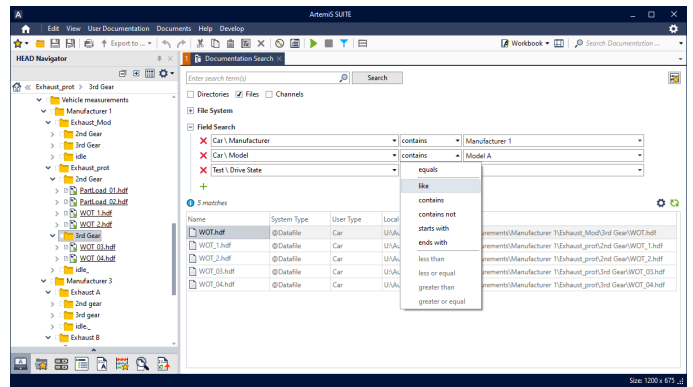 ArtemiS SUITE
Edit View User Documentation Documents Help Develop
Export to ... Workbook Search Documentation ...
HEAD Navigator
1 Documentation Search
Enter search term(s) Search
Directories Files Channels
File System
Field Search
Car \ Manufacturer contains Manufacturer 1
Car \ Model contains Model A
Test \ Drive State
equals
like
contains
contains not
starts with
ends with
less than
less or equal
greater than
greater or equal
5 matches
Name System Type User Type Local
WOT.hdf @Datafile Car U:\Au urements\Manufacturer 1\Exhaust_Mod\3rd Gear\WOT.hdf
WOT_1.hdf @Datafile Car U:\Au urements\Manufacturer 1\Exhaust_prot\2nd Gear\WOT_1.hdf
WOT_2.hdf @Datafile Car U:\Au urements\Manufacturer 1\Exhaust_prot\2nd Gear\WOT_2.hdf
WOT_03.hdf @Datafile Car U:\Au urements\Manufacturer 1\Exhaust_prot\3rd Gear\WOT_03.hdf
WOT_04.hdf @Datafile Car U:\Au urements\Manufacturer 1\Exhaust_prot\3rd Gear\WOT_04.hdf
Exhaust_prot > 3rd Gear
Vehicle measurements
Manufacturer 1
Exhaust_Mod
2nd Gear
3rd Gear
idle
Exhaust_prot
2nd Gear
PartLoad_01.hdf
PartLoad_02.hdf
WOT_1.hdf
WOT_2.hdf
3rd Gear
WOT_03.hdf
WOT_04.hdf
idle_
Manufacturer 3
Exhaust A
2nd gear
3rd gear
idle._
Exhaust B
Size: 1200 x 675